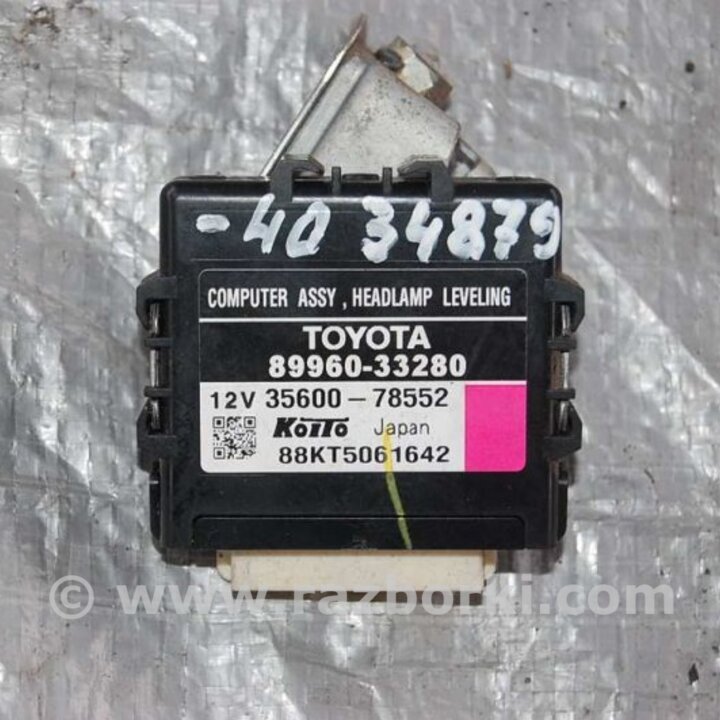 -40 34879
COMPUTER ASSY , HEADLAMP LEVELING
TOYOTA
89960-33280
12V 35600-78552
KOITO Japan
88KT5061642
© www.razborki.com